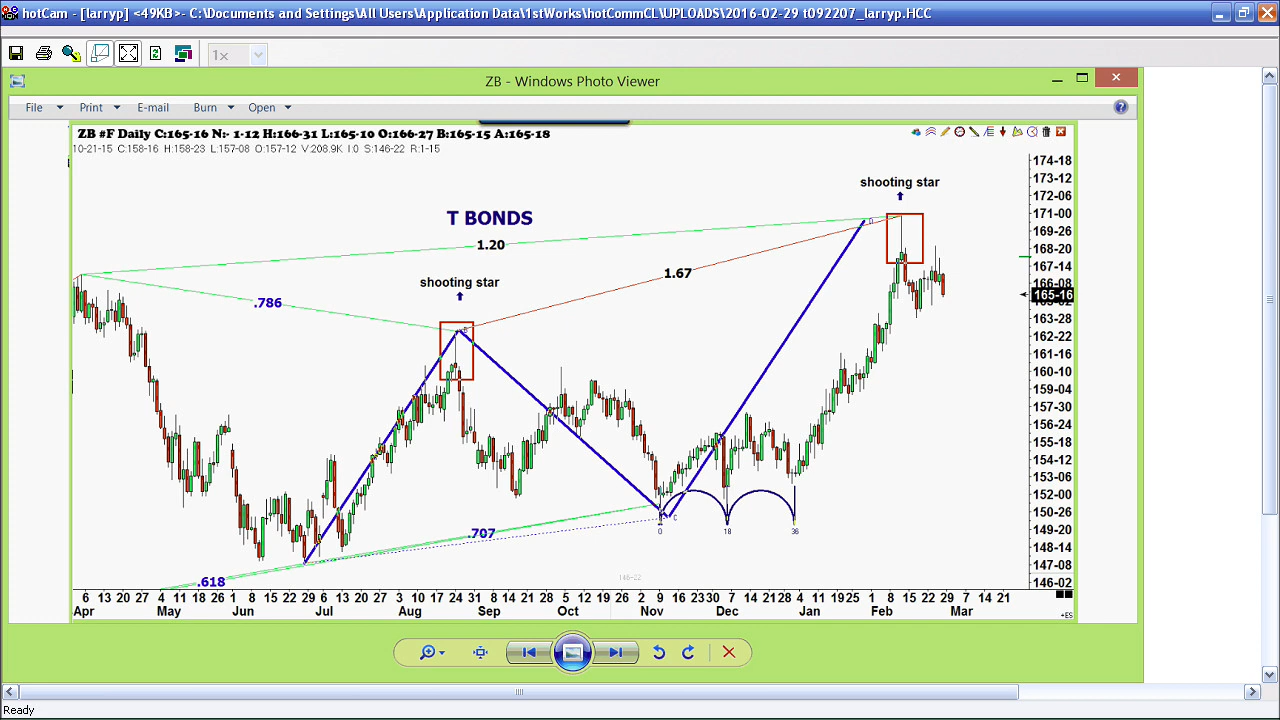 hotCam - [larryp] <49KB>- C:\Documents and Settings\All Users\Application Data\1stWorks\hotCommCL\UPLOADS\2016-02-29 t092207_larryp.HCC
1x
ZB - Windows Photo Viewer
File Print E-mail Burn Open
ZB #F Daily C:165-16 N:- 1-12 H:166-31 L:165-10 O:166-27 B:165-15 A:165-18
10-21-15 C:158-16 H:158-23 L:157-08 O:157-12 V:208.9K I:0 S:146-22 R:1-15
174-18
173-12
172-06
171-00
169-26
168-20
167-14
166-08
165-16
163-28
162-22
161-16
160-10
159-04
157-30
156-24
155-18
154-12
153-06
152-00
150-26
149-20
148-14
147-08
146-02
shooting star
T BONDS
1.20
D
1.67
shooting star
.786
B
C
0 18 36
.707
.618
146-22
6 13 20 27 4 11 18 26 1 8 15 22 29 6 13 20 27 3 10 17 24 31 8 14 21 28 5 12 19 26 2 9 16 23 30 7 14 21 28 4 11 19 25 1 8 15 22 29 7 14 21
Apr May Jun Jul Aug Sep Oct Nov Dec Jan Feb Mar
+ES
Ready